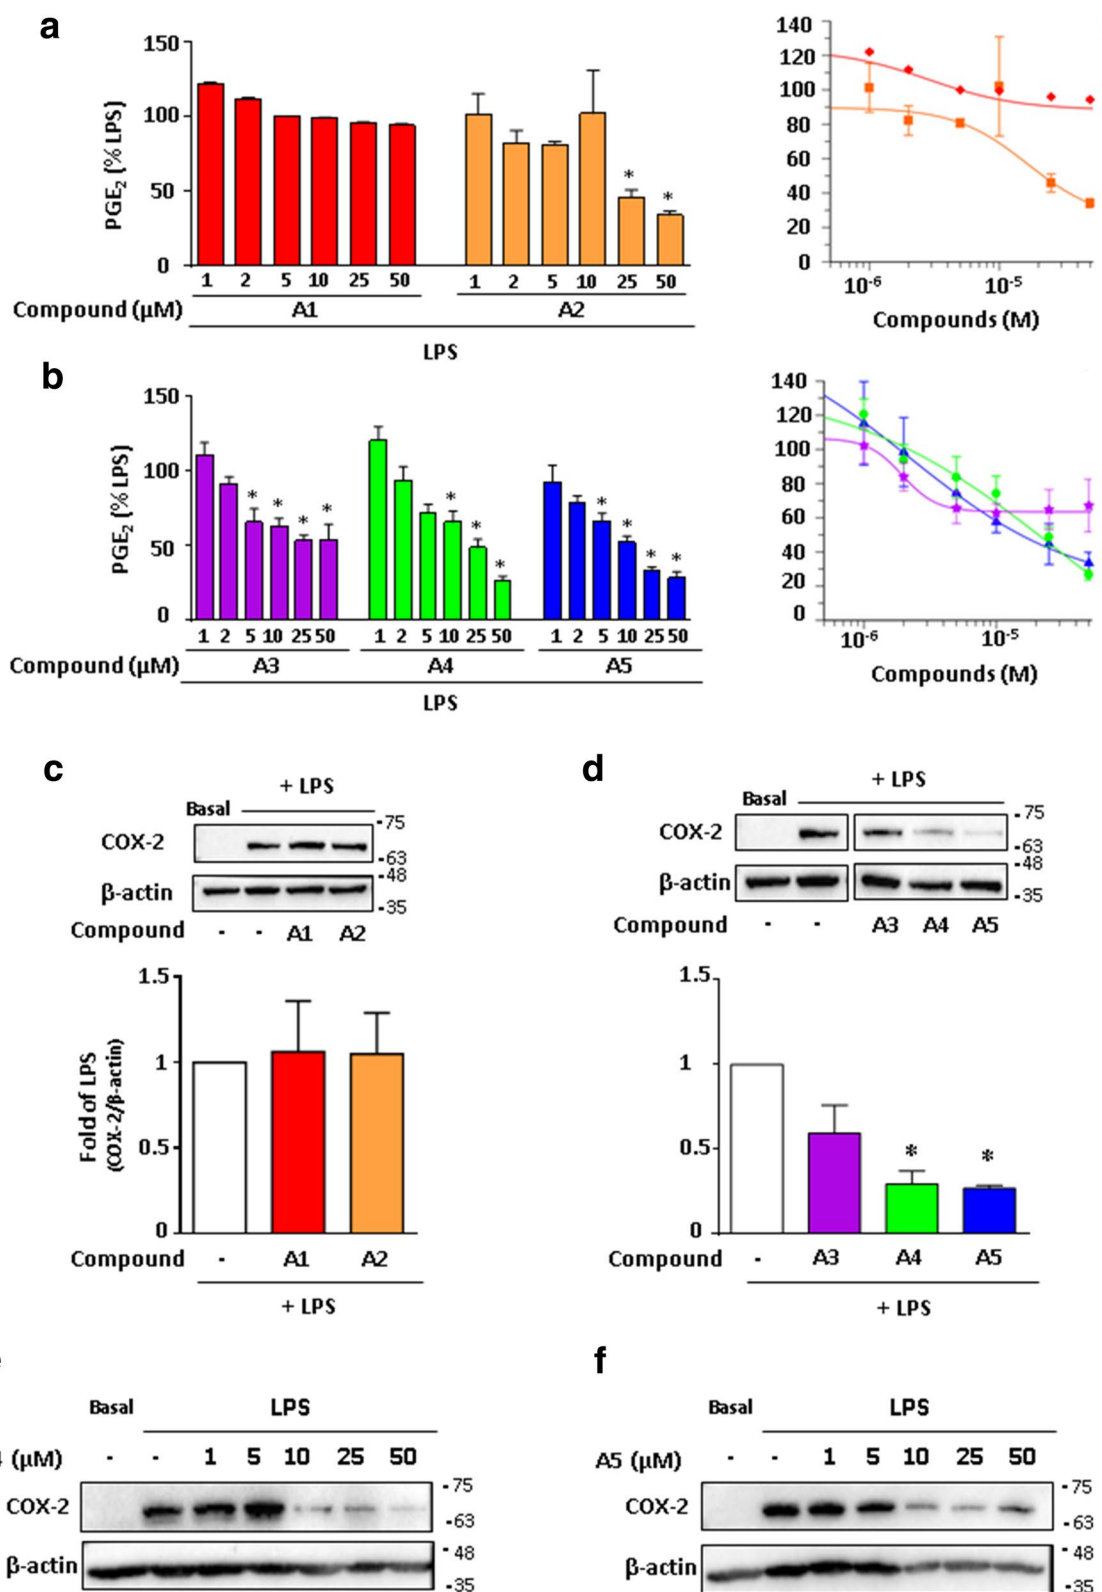 a
150
100
50
0
PGE2 (% LPS)
* *
1 2 5 10 25 50 1 2 5 10 25 50
Compound (μM) A1 A2
LPS
140
120
100
80
60
40
20
0
10-6 10-5
Compounds (M)
b
150
100
50
0
PGE2 (% LPS)
* * * * * * * * * * *
1 2 5 10 25 50 1 2 5 10 25 50 1 2 5 10 25 50
Compound (μM) A3 A4 A5
LPS
140
120
100
80
60
40
20
0
10-6 10-5
Compounds (M)
c
+ LPS
Basal
COX-2 -75
-63
β-actin -48
-35
Compound - - A1 A2
1.5
1
0.5
0
Fold of LPS
(COX-2/β-actin)
Compound - A1 A2
+ LPS
d
+ LPS
Basal
COX-2 -75
-63
β-actin -48
-35
Compound - - A3 A4 A5
1.5
1
0.5
0
* *
Compound - A3 A4 A5
+ LPS
Basal LPS
(μM) - - 1 5 10 25 50
COX-2 -75
-63
β-actin -48
-35
f
Basal LPS
A5 (μM) - - 1 5 10 25 50
COX-2 -75
-63
β-actin -48
-35